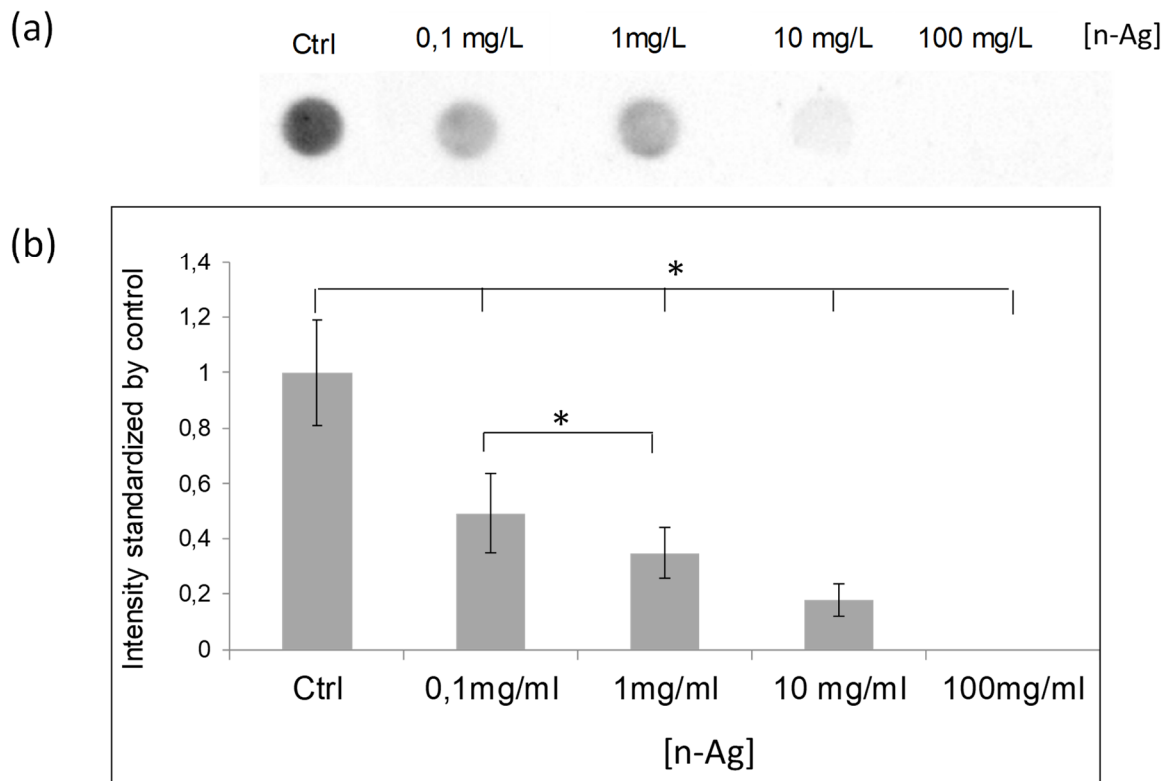 (a)
Ctrl 0,1 mg/L 1mg/L 10 mg/L 100 mg/L [n-Ag]
(b)
Intensity standardized by control
1,4
1,2
1
0,8
0,6
0,4
0,2
0
*
*
Ctrl 0,1mg/ml 1mg/ml 10 mg/ml 100mg/ml
[n-Ag]